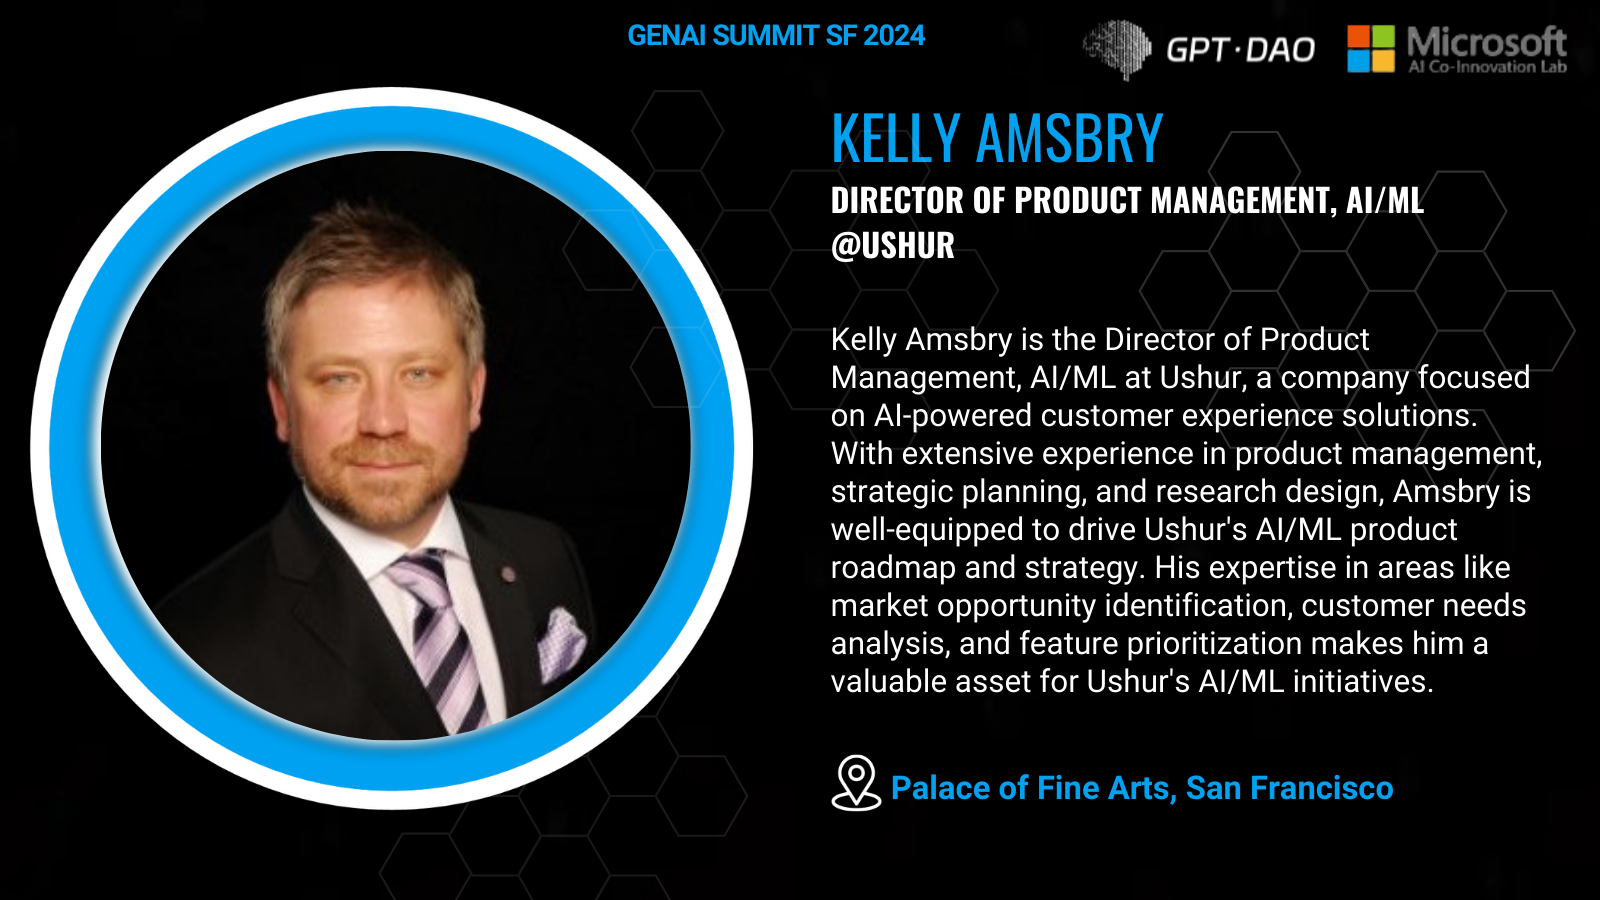 GENAI SUMMIT SF 2024
GPT·DAO
Microsoft
AI Co-Innovation Lab
KELLY AMSBRY
DIRECTOR OF PRODUCT MANAGEMENT, AI/ML
@USHUR
Kelly Amsbry is the Director of Product
Management, AI/ML at Ushur, a company focused
on AI-powered customer experience solutions.
With extensive experience in product management,
strategic planning, and research design, Amsbry is
well-equipped to drive Ushur's AI/ML product
roadmap and strategy. His expertise in areas like
market opportunity identification, customer needs
analysis, and feature prioritization makes him a
valuable asset for Ushur's AI/ML initiatives.
Palace of Fine Arts, San Francisco